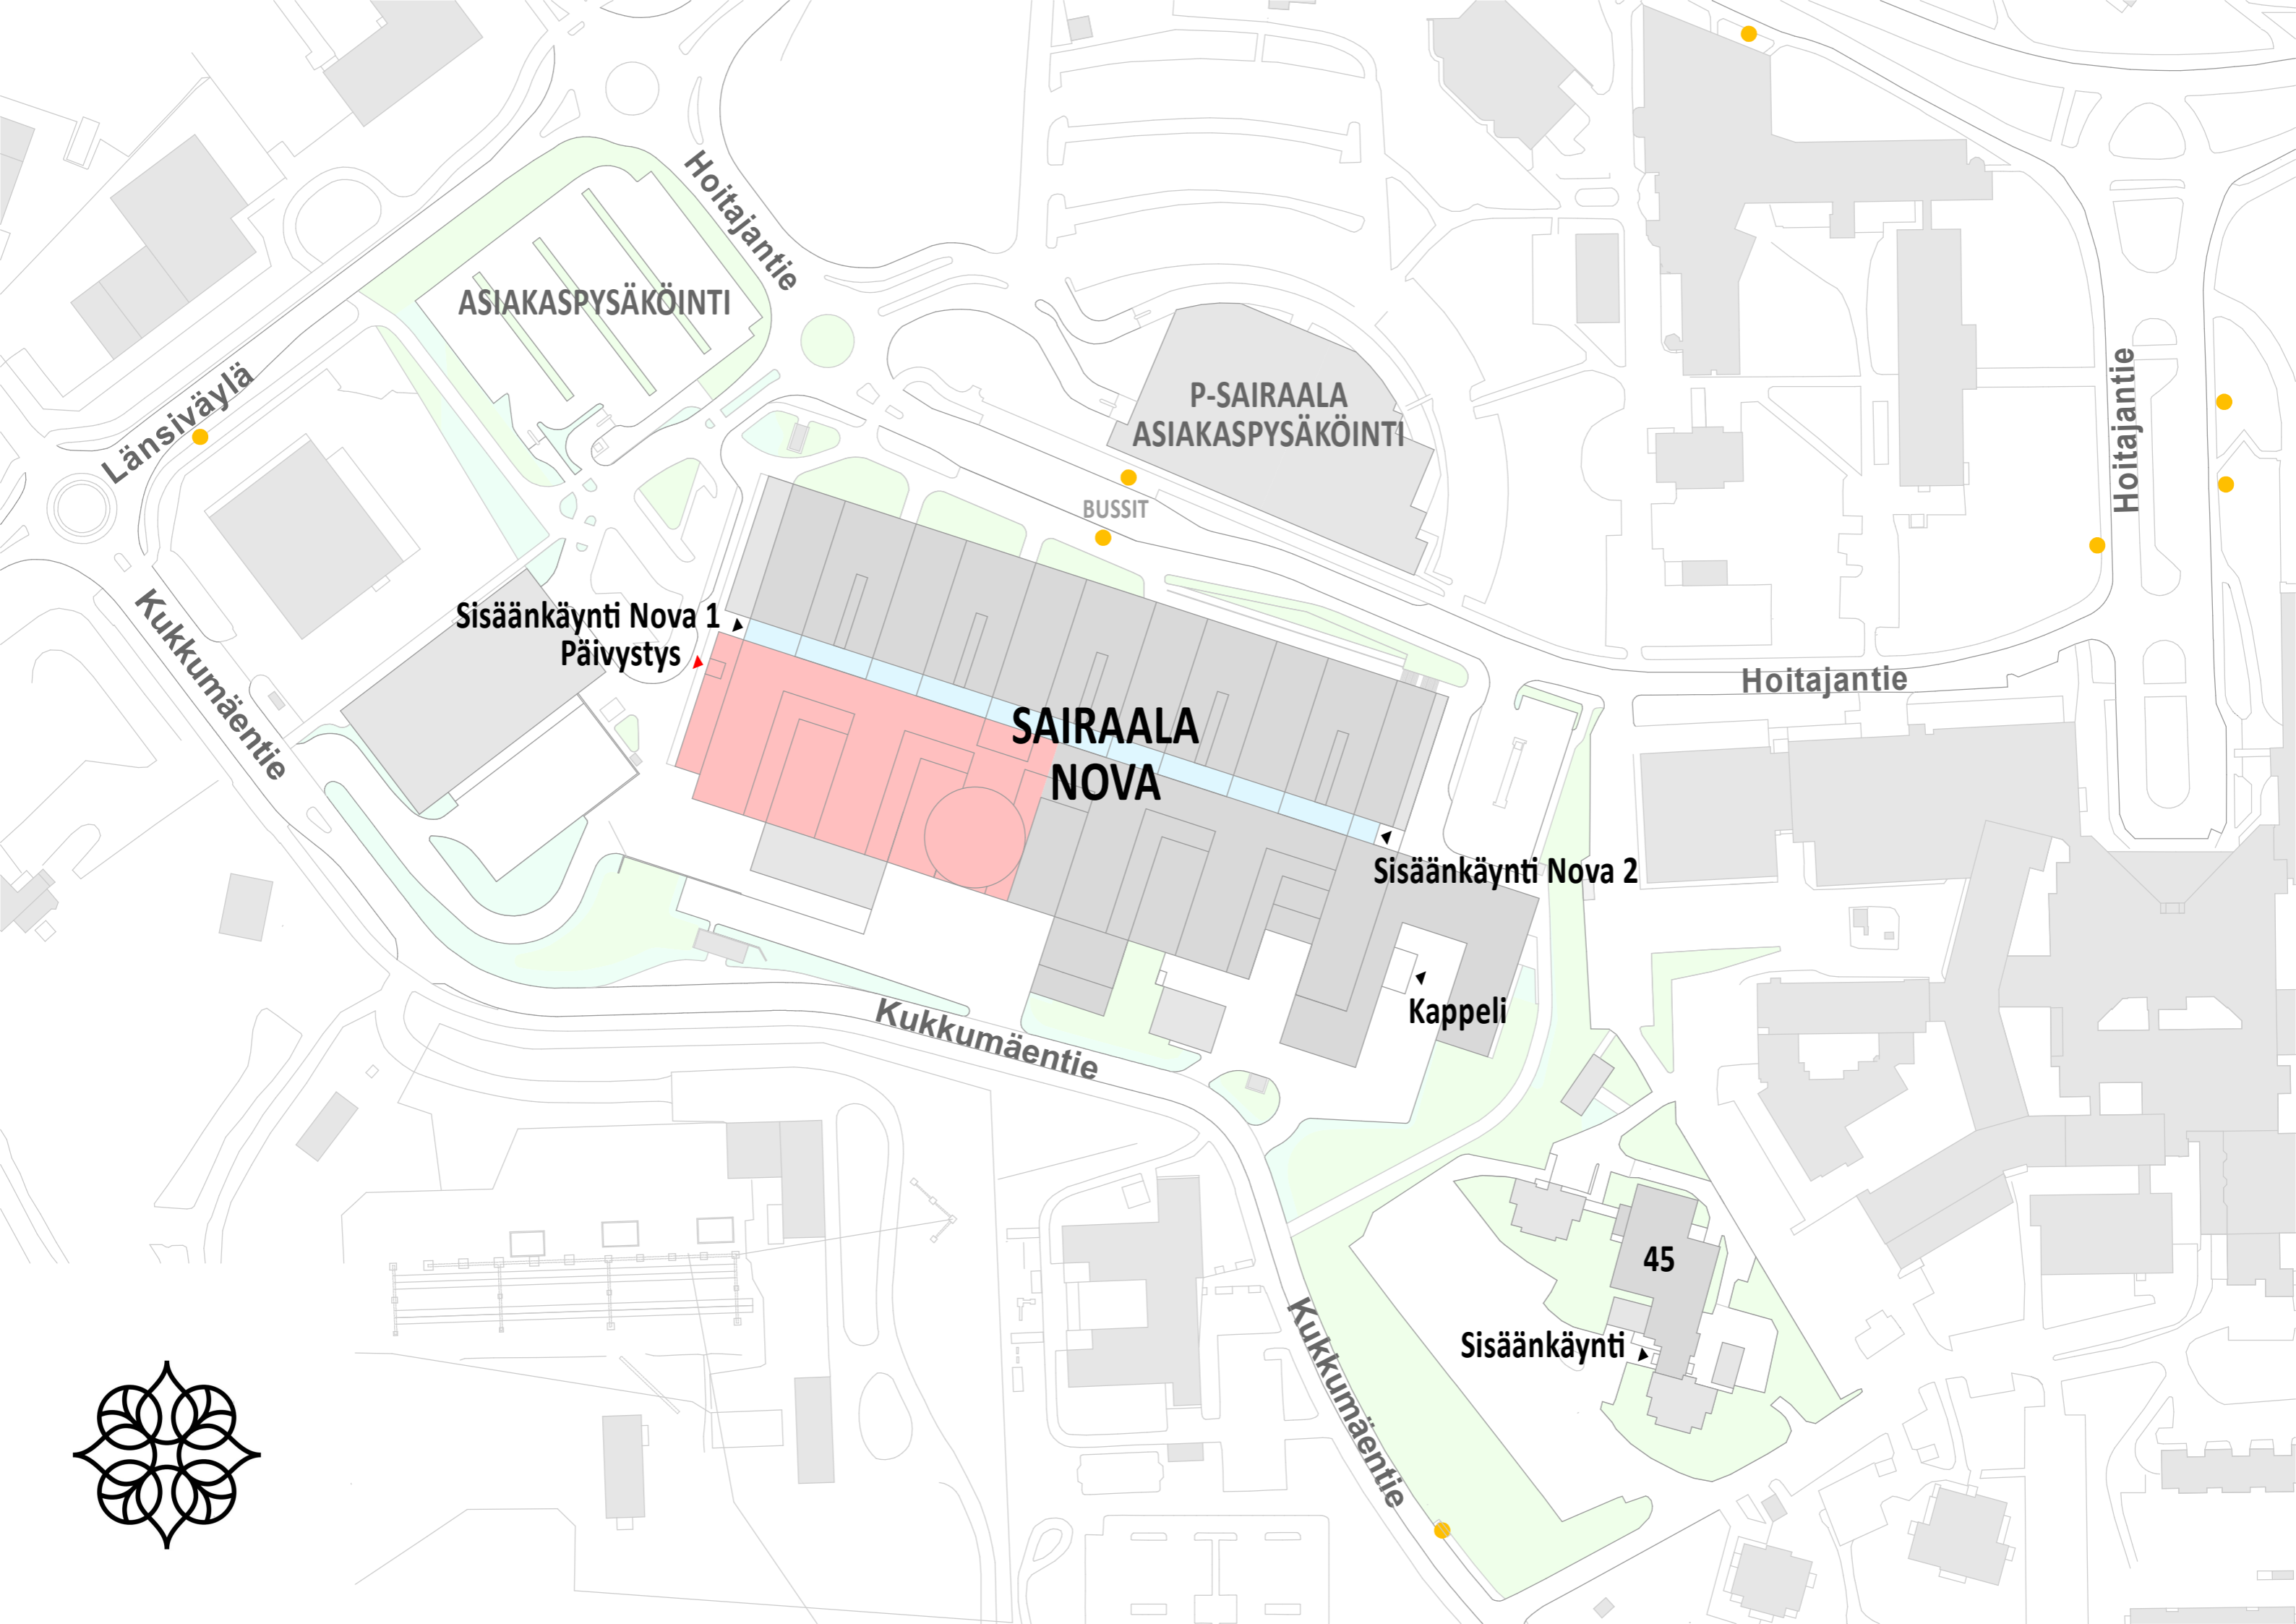 Hoitajantie
ASIAKASPYSÄKÖINTI
Länsiväylä
P-SAIRAALA
ASIAKASPYSÄKÖINTI
Hoitajantie
BUSSIT
Kukkumäentie
Sisäänkäynti Nova 1
Päivystys
Hoitajantie
SAIRAALA
NOVA
Sisäänkäynti Nova 2
Kappeli
Kukkumäentie
45
Sisäänkäynti
Kukkumäentie